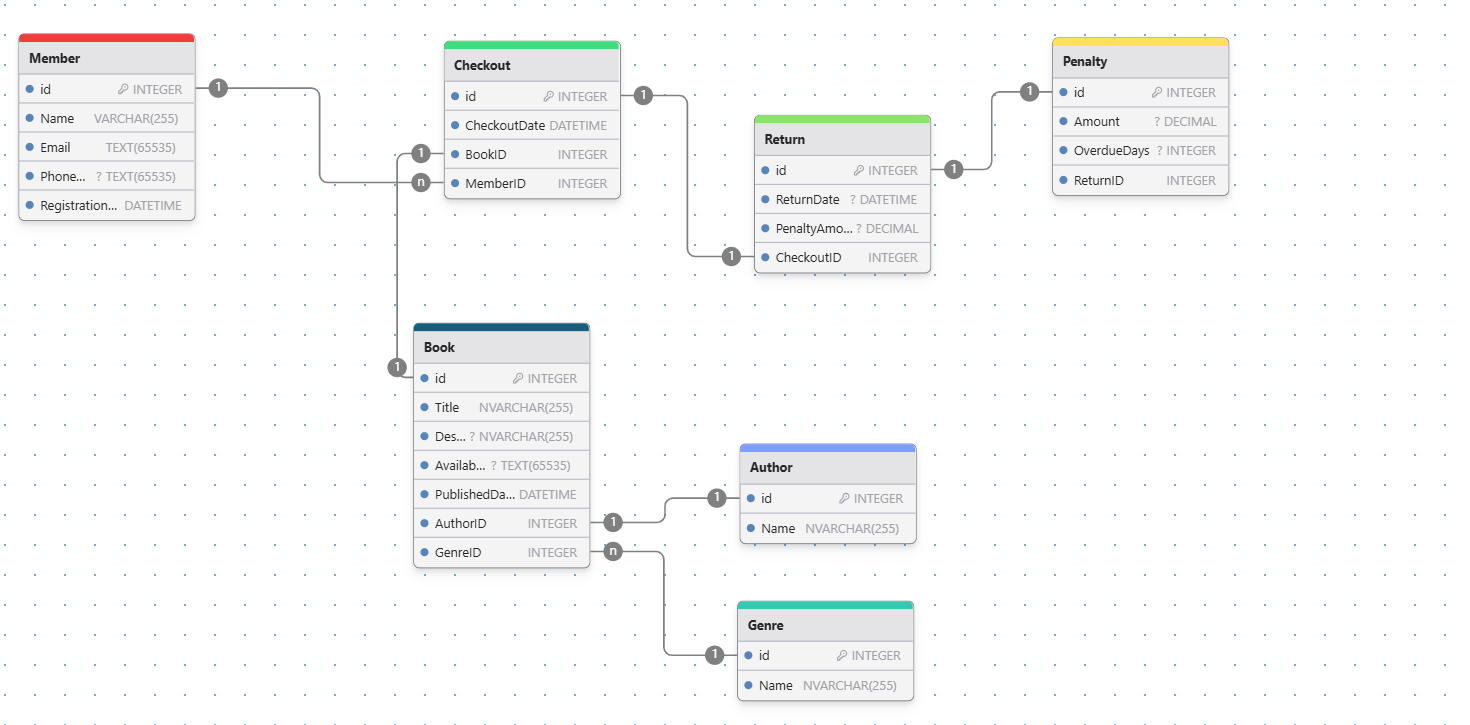 Member
id INTEGER
Name VARCHAR(255)
Email TEXT(65535)
Phone... ? TEXT(65535)
Registration... DATETIME
Checkout
id INTEGER
CheckoutDate DATETIME
BookID INTEGER
MemberID INTEGER
Return
id INTEGER
ReturnDate ? DATETIME
PenaltyAmo... ? DECIMAL
CheckoutID INTEGER
Penalty
id INTEGER
Amount ? DECIMAL
OverdueDays ? INTEGER
ReturnID INTEGER
1
1
n
1
1
1
1
1
Book
id INTEGER
Title NVARCHAR(255)
Des... ? NVARCHAR(255)
Availab... ? TEXT(65535)
PublishedDa... DATETIME
AuthorID INTEGER
GenreID INTEGER
1
n
1
1
Author
id INTEGER
Name NVARCHAR(255)
Genre
id INTEGER
Name NVARCHAR(255)